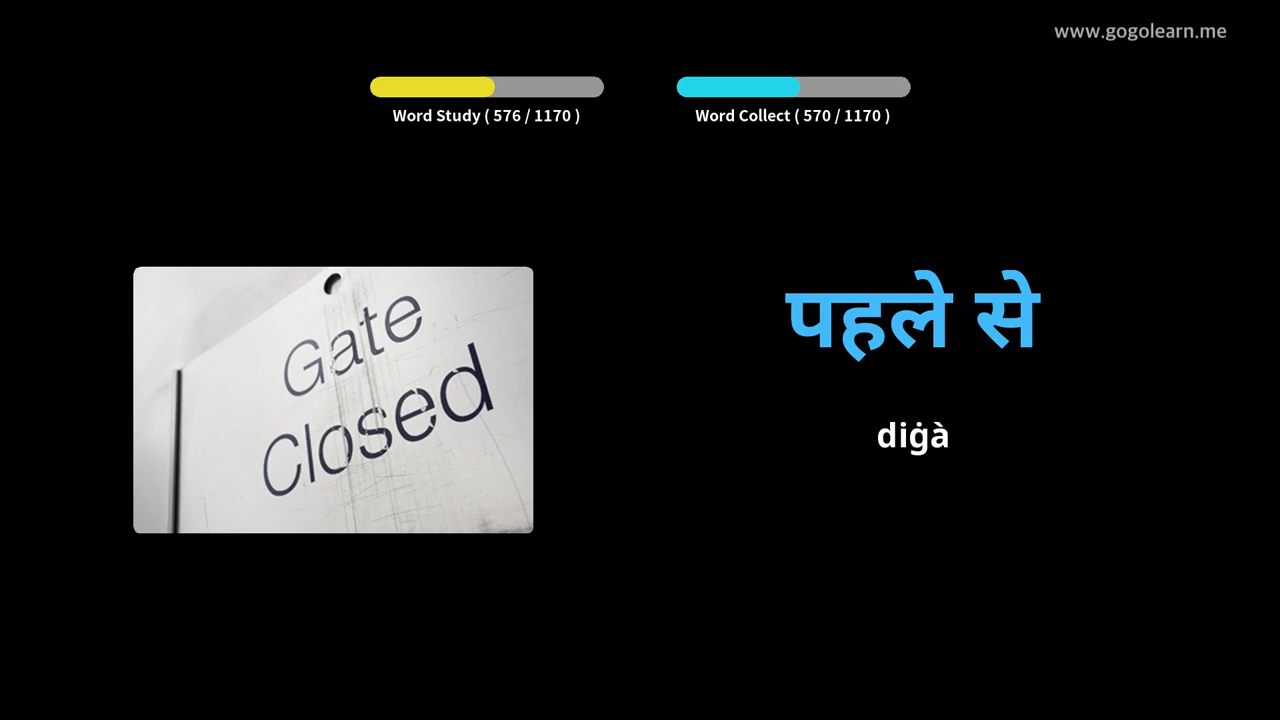 www.gogolearn.me
Word Study ( 576 / 1170 )
Word Collect ( 570 / 1170 )
Gate
Closed
पहले से
diġà